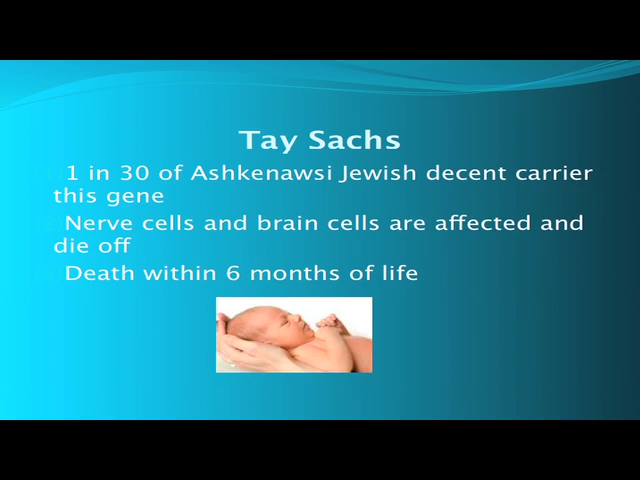 Tay Sachs
1 in 30 of Ashkenawsi Jewish decent carrier
this gene
Nerve cells and brain cells are affected and
die off
Death within 6 months of life